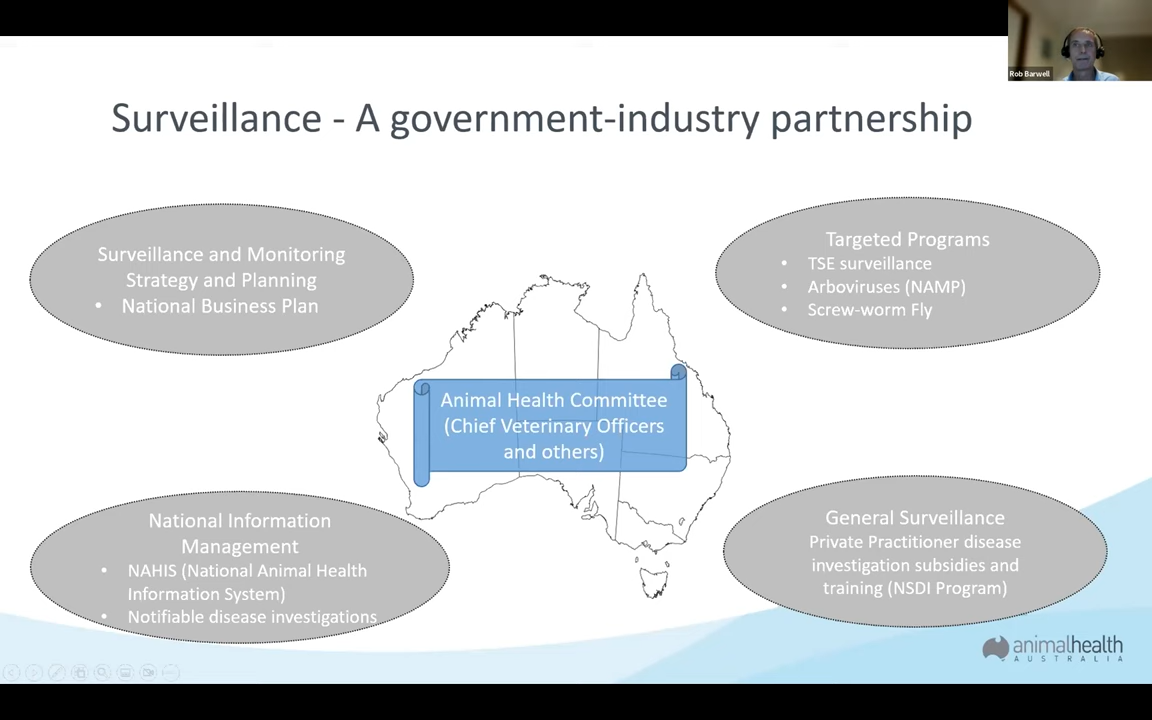 Rob Barwell
Surveillance - A government-industry partnership
Surveillance and Monitoring
Strategy and Planning
• National Business Plan
Targeted Programs
• TSE surveillance
• Arboviruses (NAMP)
• Screw-worm Fly
Animal Health Committee
(Chief Veterinary Officers
and others)
National Information
Management
• NAHIS (National Animal Health
Information System)
• Notifiable disease investigations
General Surveillance
Private Practitioner disease
investigation subsidies and
training (NSDI Program)
animalhealth
AUSTRALIA